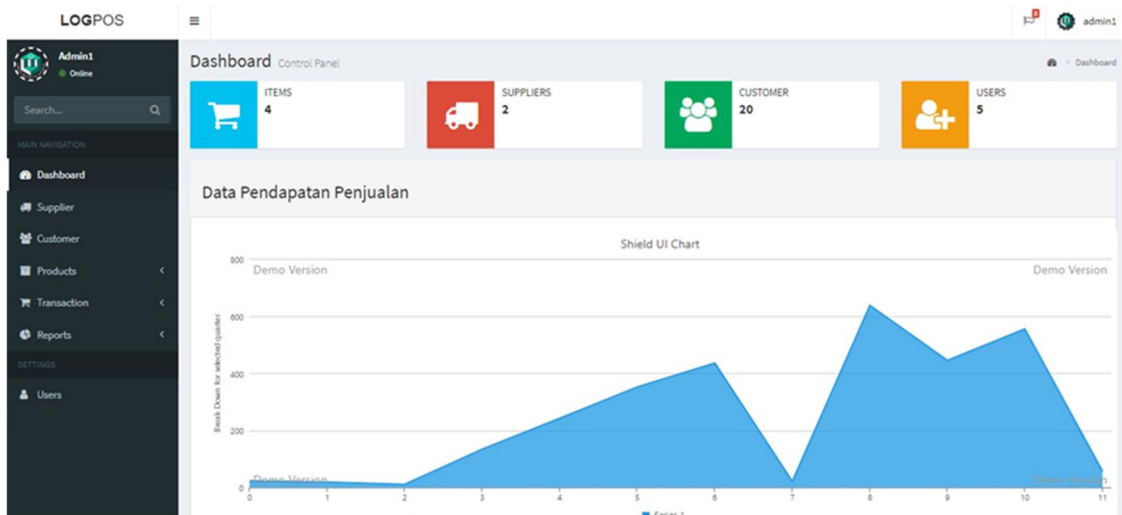 LOGPOS
admin1
Admin1
Online
Search...
MAIN NAVIGATION
Dashboard
Supplier
Customer
Products
Transaction
Reports
SETTINGS
Users
Dashboard Control Panel
> Dashboard
ITEMS
4
SUPPLIERS
2
CUSTOMER
20
USERS
5
Data Pendapatan Penjualan
Shield UI Chart
Demo Version
Demo Version
Break Down for selected quarter
800
600
400
200
0
Demo Version
Demo Version
0 1 2 3 4 5 6 7 8 9 10 11
Series 1